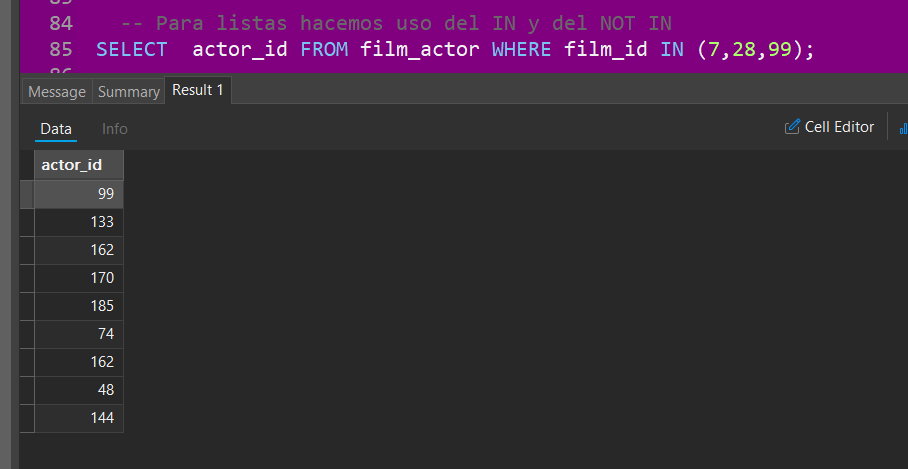 84 -- Para listas hacemos uso del IN y del NOT IN
85 SELECT  actor_id FROM film_actor WHERE film_id IN (7,28,99);
Message Summary Result 1
Data Info Cell Editor
actor_id
99
133
162
170
185
74
162
48
144